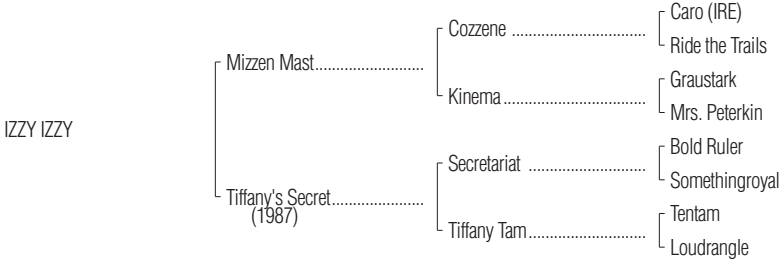 Caro (IRE)
Cozzene ................................
Ride the Trails
Mizzen Mast..........................
Graustark
Kinema..................................
Mrs. Peterkin
IZZY IZZY
Bold Ruler
Secretariat ............................
Somethingroyal
Tiffany's Secret......................
(1987)
Tentam
Tiffany Tam............................
Loudrangle